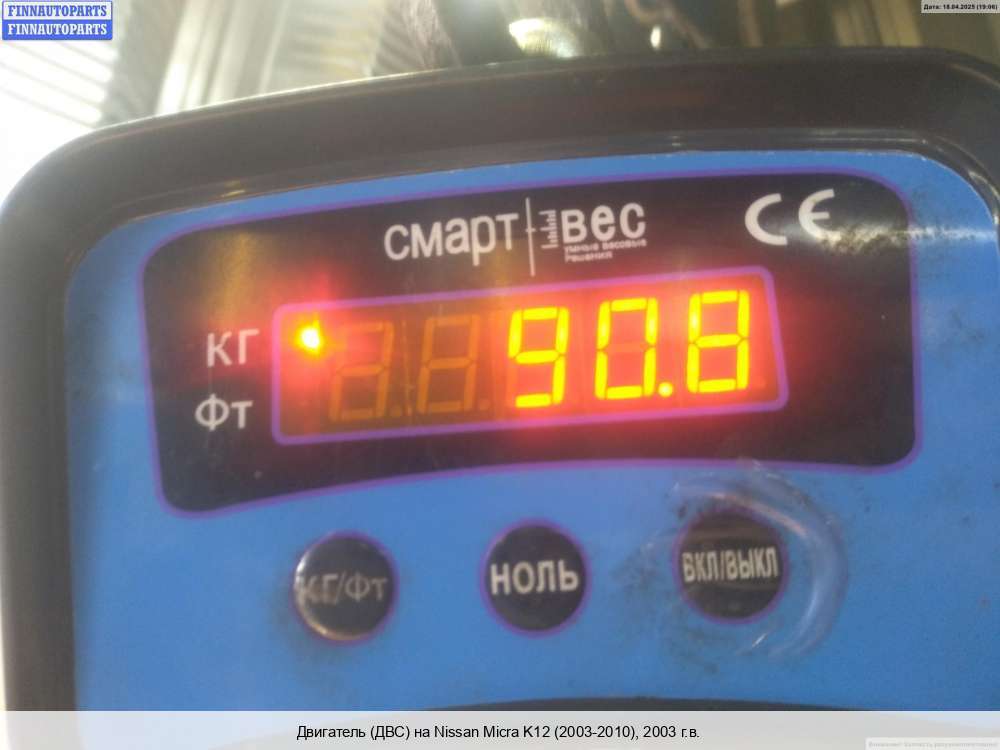 FINNAUTOPARTS
FINNAUTOPARTS
Дата: 18.04.2025 (19:06)
смарт вес
умные весовые
Решения
CE
кг
90.8
Фт
КГ/ФТ
НОЛЬ
ВКЛ/ВЫКЛ
Двигатель (ДВС) на Nissan Micra K12 (2003-2010), 2003 г.в.